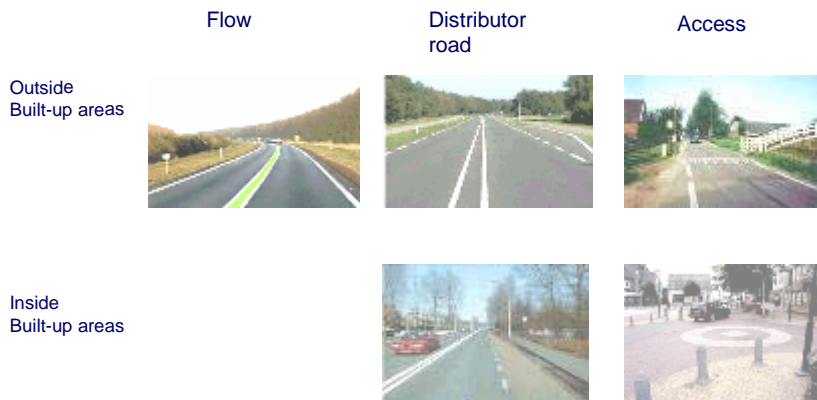 Flow
Distributor
road
Access
Outside
Built-up areas
Inside
Built-up areas